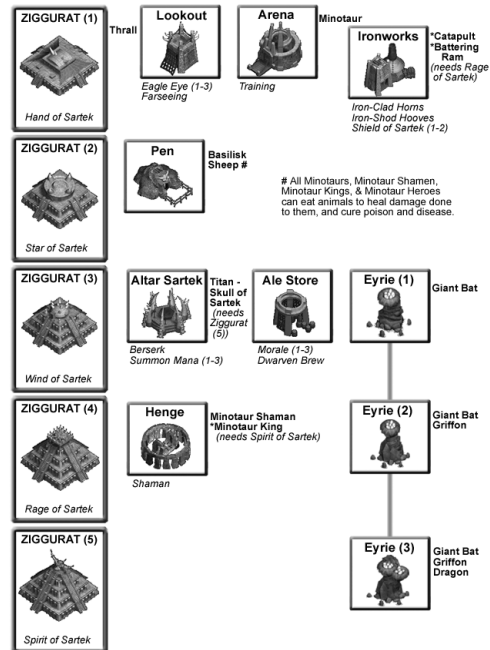 ZIGGURAT (1)
Thrall
Hand of Sartek
Lookout
Eagle Eye (1-3)
Farseeing
Arena
Minotaur
Training
Ironworks
*Catapult
*Battering
Ram
(needs Rage
of Sartek)
Iron-Clad Horns
Iron-Shod Hooves
Shield of Sartek (1-2)
ZIGGURAT (2)
Star of Sartek
Pen
Basilisk
Sheep #
# All Minotaurs, Minotaur Shamen,
Minotaur Kings, & Minotaur Heroes
can eat animals to heal damage done
to them, and cure poison and disease.
ZIGGURAT (3)
Wind of Sartek
Altar Sartek
Titan -
Skull of
Sartek
(needs
Ziggurat
(5))
Berserk
Summon Mana (1-3)
Ale Store
Morale (1-3)
Dwarven Brew
Eyrie (1)
Giant Bat
ZIGGURAT (4)
Rage of Sartek
Henge
Minotaur Shaman
*Minotaur King
(needs Spirit of Sartek)
Shaman
Eyrie (2)
Giant Bat
Griffon
ZIGGURAT (5)
Spirit of Sartek
Eyrie (3)
Giant Bat
Griffon
Dragon